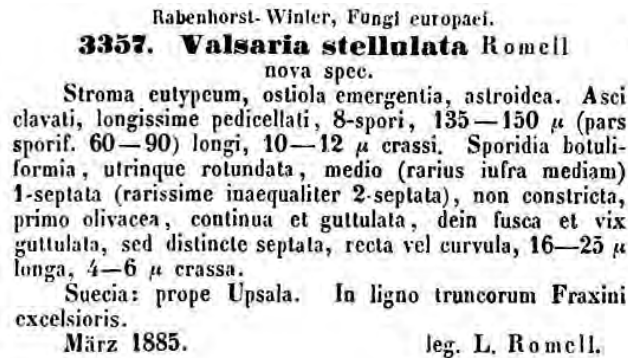 Rabenhorst-Winter, Fungi europaei.
3357. Valsaria stellulata Romell
nova spec.
Stroma eutypeum, ostiola emergentia, astroidea. Asci
clavati, longissime pedicellati, 8-spori, 135—150 µ (pars
sporif. 60—90) longi, 10—12 µ crassi. Sporidia botuli-
formia, utrinque rotundata, medio (rarius infra mediam)
1-septata (rarissime inaequaliter 2-septata), non constricta,
primo olivacea, continua et guttulata, dein fusca et vix
guttulata, sed distincte septata, recta vel curvula, 16—25 µ
longa, 4—6 µ crassa.
Suecia: prope Upsala. In ligno truncorum Fraxini
excelsioris.
März 1885. leg. L. Romell.